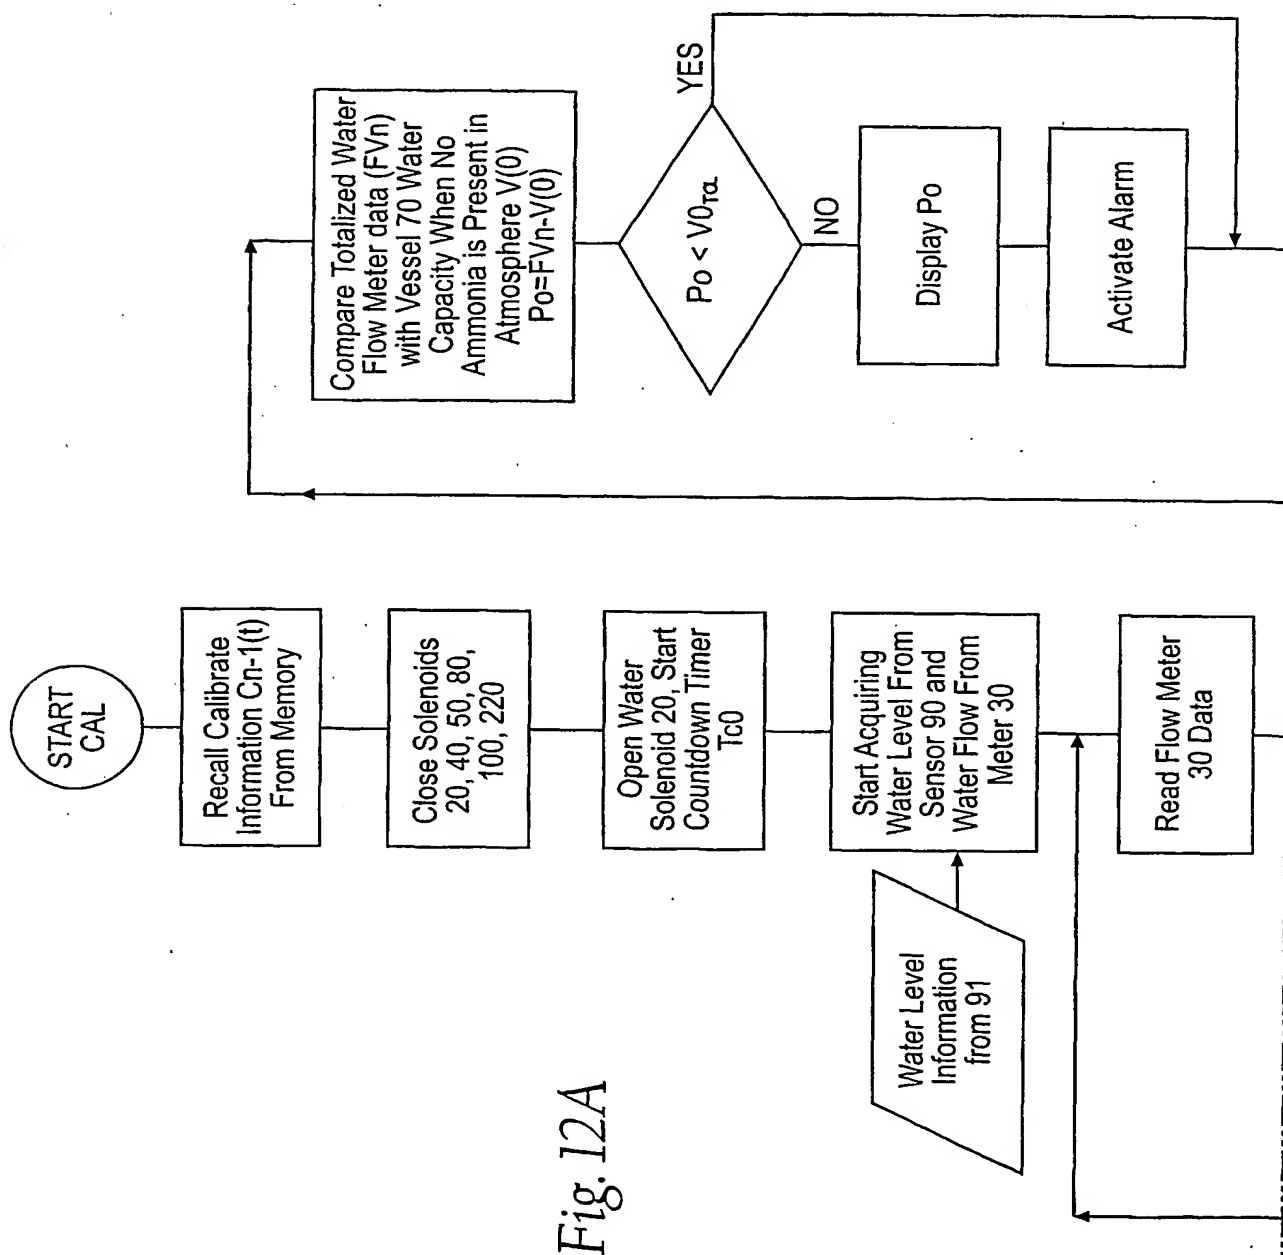 START
CAL
Recall Calibrate
Information Cn-1(t)
From Memory
Close Solenoids
20, 40, 50, 80,
100, 220
Open Water
Solenoid 20, Start
Countdown Timer
Tc0
Start Acquiring
Water Level From
Sensor 90 and
Water Flow From
Meter 30
Water Level
Information
from 91
Read Flow Meter
30 Data
Compare Totalized Water
Flow Meter data (FVn)
with Vessel 70 Water
Capacity When No
Ammonia is Present in
Atmosphere V(0)
Po=FVn-V(0)
Po < V0Tα
YES
NO
Display Po
Activate Alarm
Fig. 12A